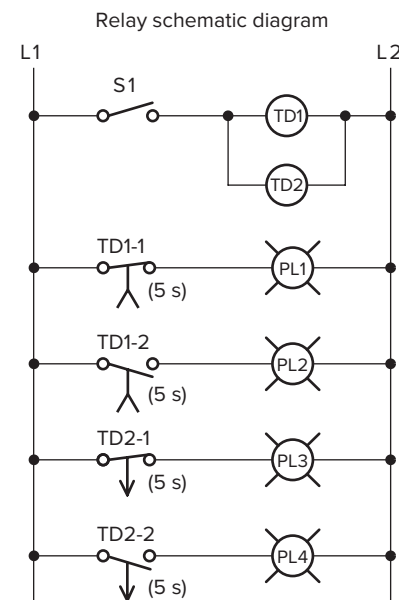 Relay schematic diagram
L1 L2
S1
TD1
TD2
TD1-1
PL1
(5 s)
TD1-2
PL2
(5 s)
TD2-1
PL3
(5 s)
TD2-2
PL4
(5 s)